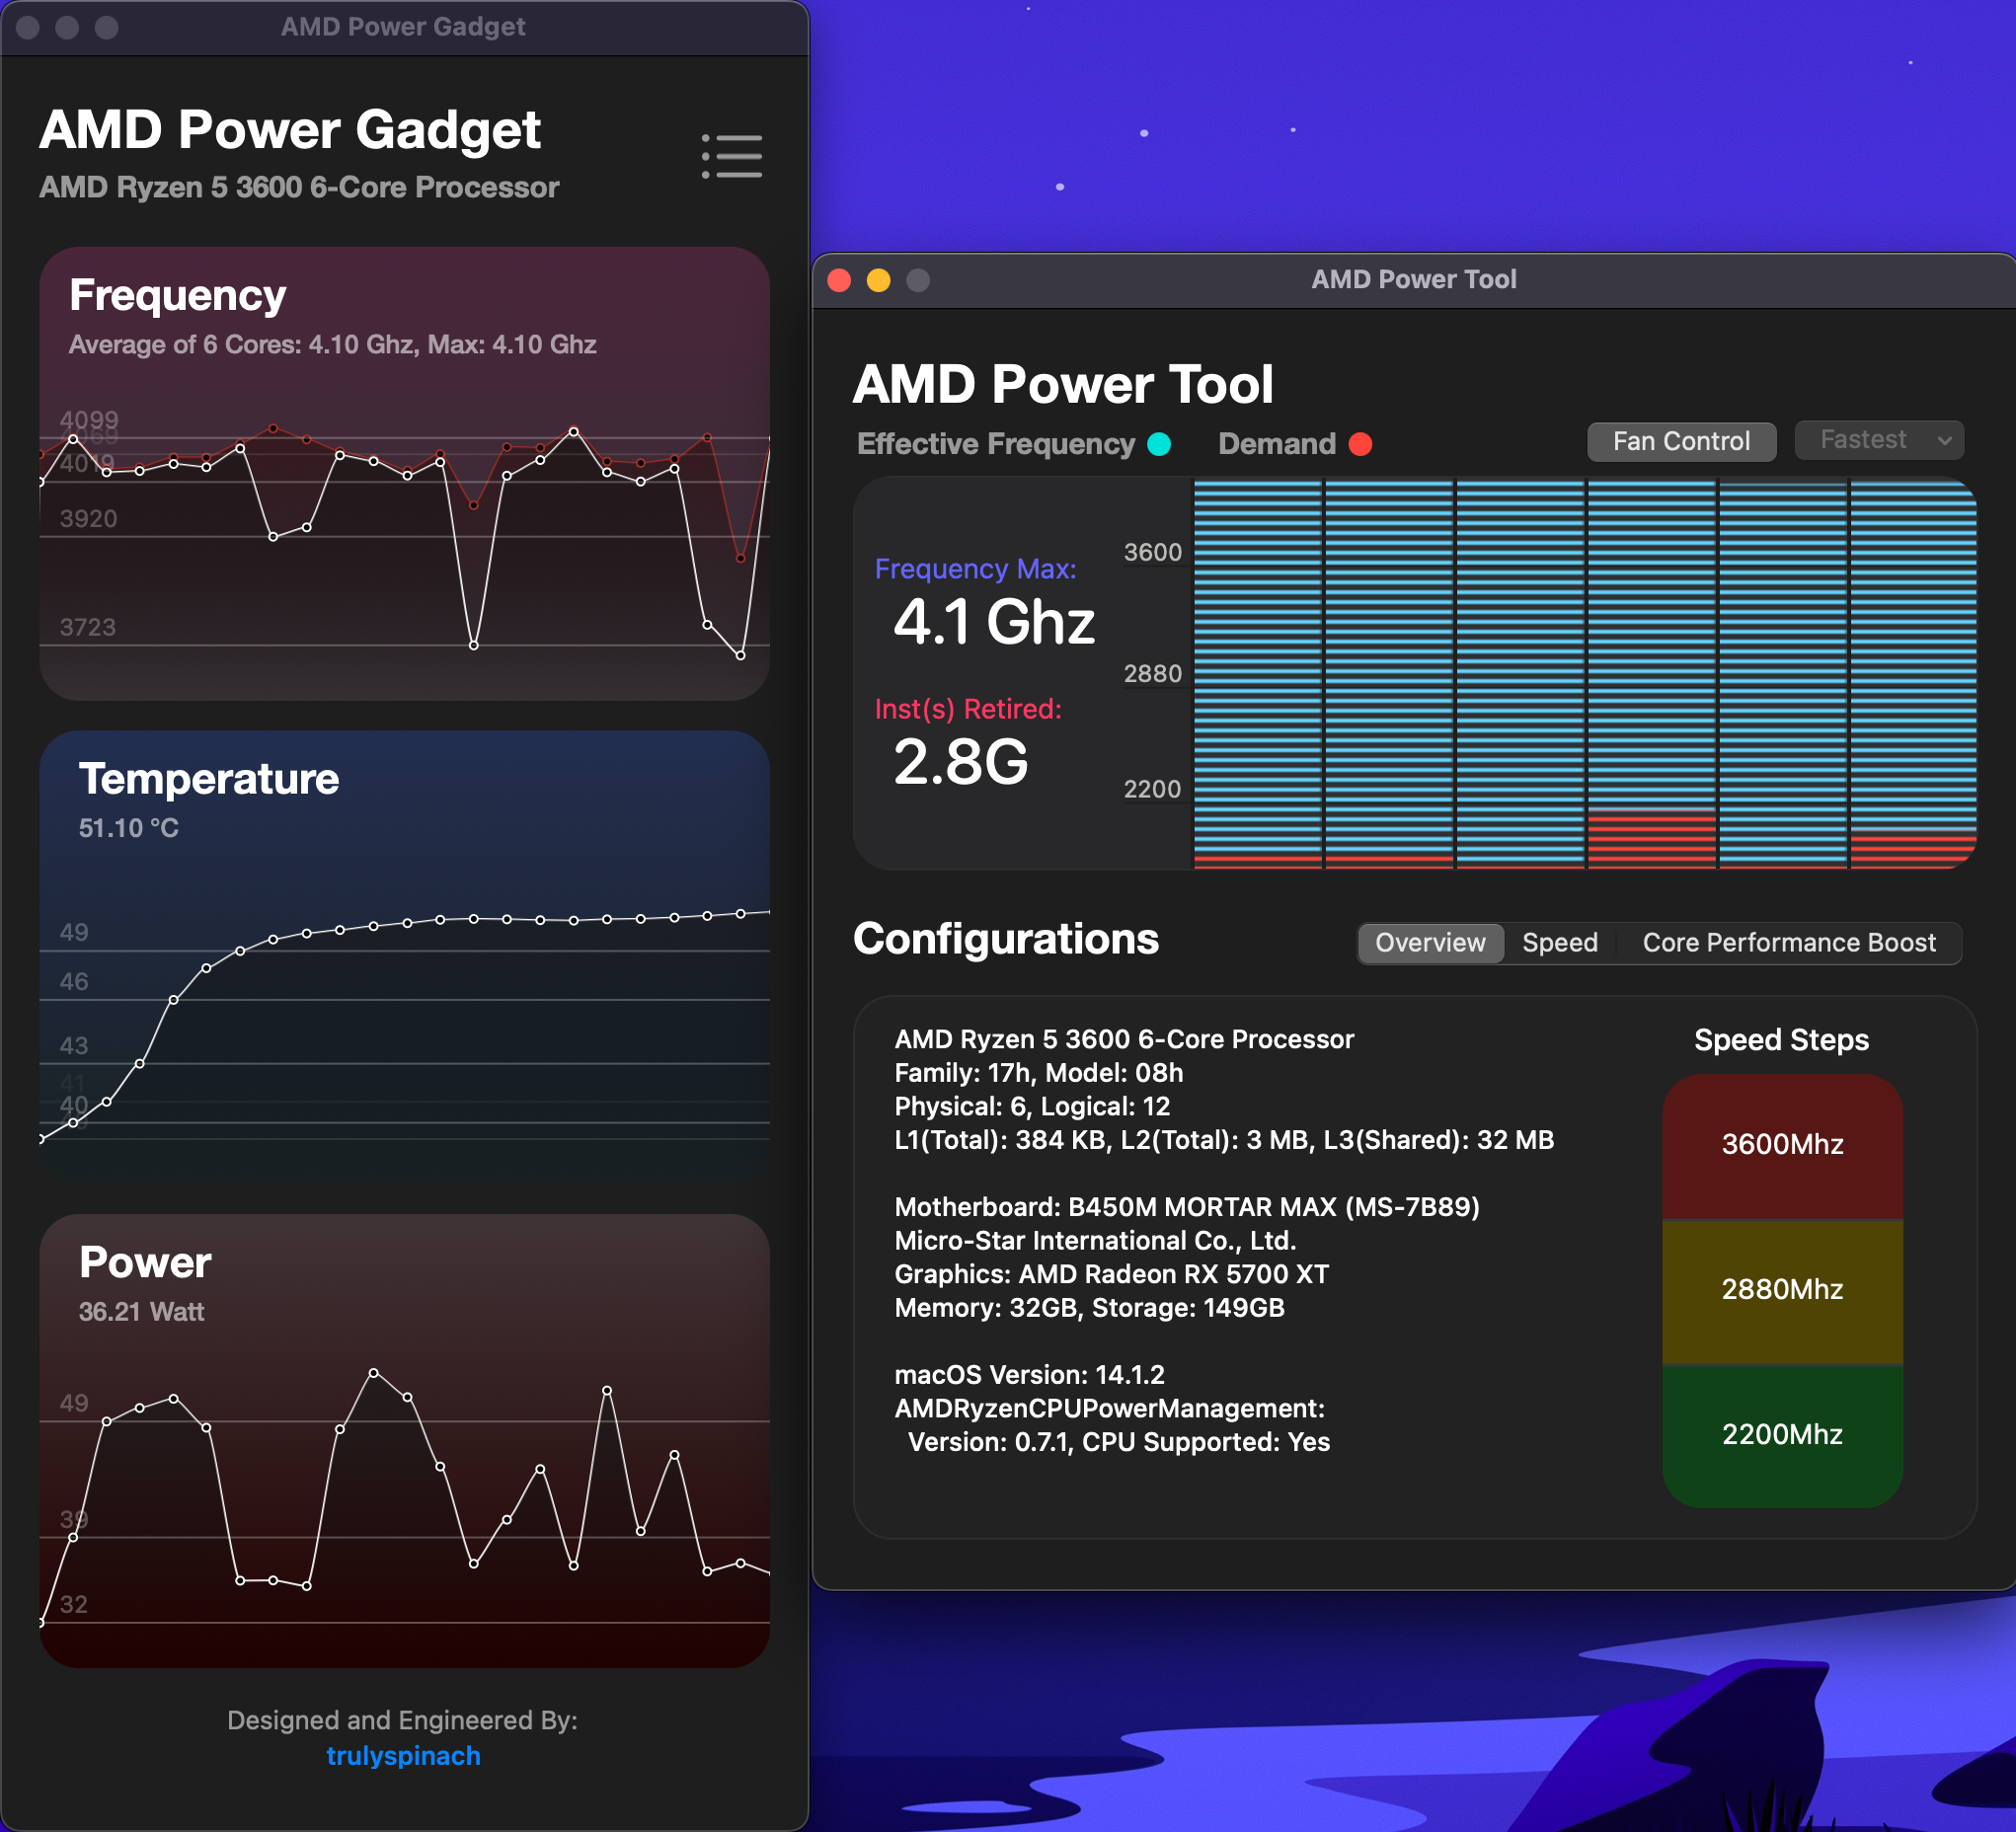 AMD Power Gadget
AMD Power Gadget
AMD Ryzen 5 3600 6-Core Processor
Frequency
Average of 6 Cores: 4.10 Ghz, Max: 4.10 Ghz
4099
4069
4019
3920
3723
Temperature
51.10 °C
49
46
43
41
40
Power
36.21 Watt
49
39
32
Designed and Engineered By:
trulyspinach
AMD Power Tool
AMD Power Tool
Effective Frequency
Demand
Fan Control
Fastest
Frequency Max:
4.1 Ghz
Inst(s) Retired:
2.8G
3600
2880
2200
Configurations
Overview
Speed
Core Performance Boost
AMD Ryzen 5 3600 6-Core Processor
Family: 17h, Model: 08h
Physical: 6, Logical: 12
L1(Total): 384 KB, L2(Total): 3 MB, L3(Shared): 32 MB
Motherboard: B450M MORTAR MAX (MS-7B89)
Micro-Star International Co., Ltd.
Graphics: AMD Radeon RX 5700 XT
Memory: 32GB, Storage: 149GB
macOS Version: 14.1.2
AMDRyzenCPUPowerManagement:
Version: 0.7.1, CPU Supported: Yes
Speed Steps
3600Mhz
2880Mhz
2200Mhz